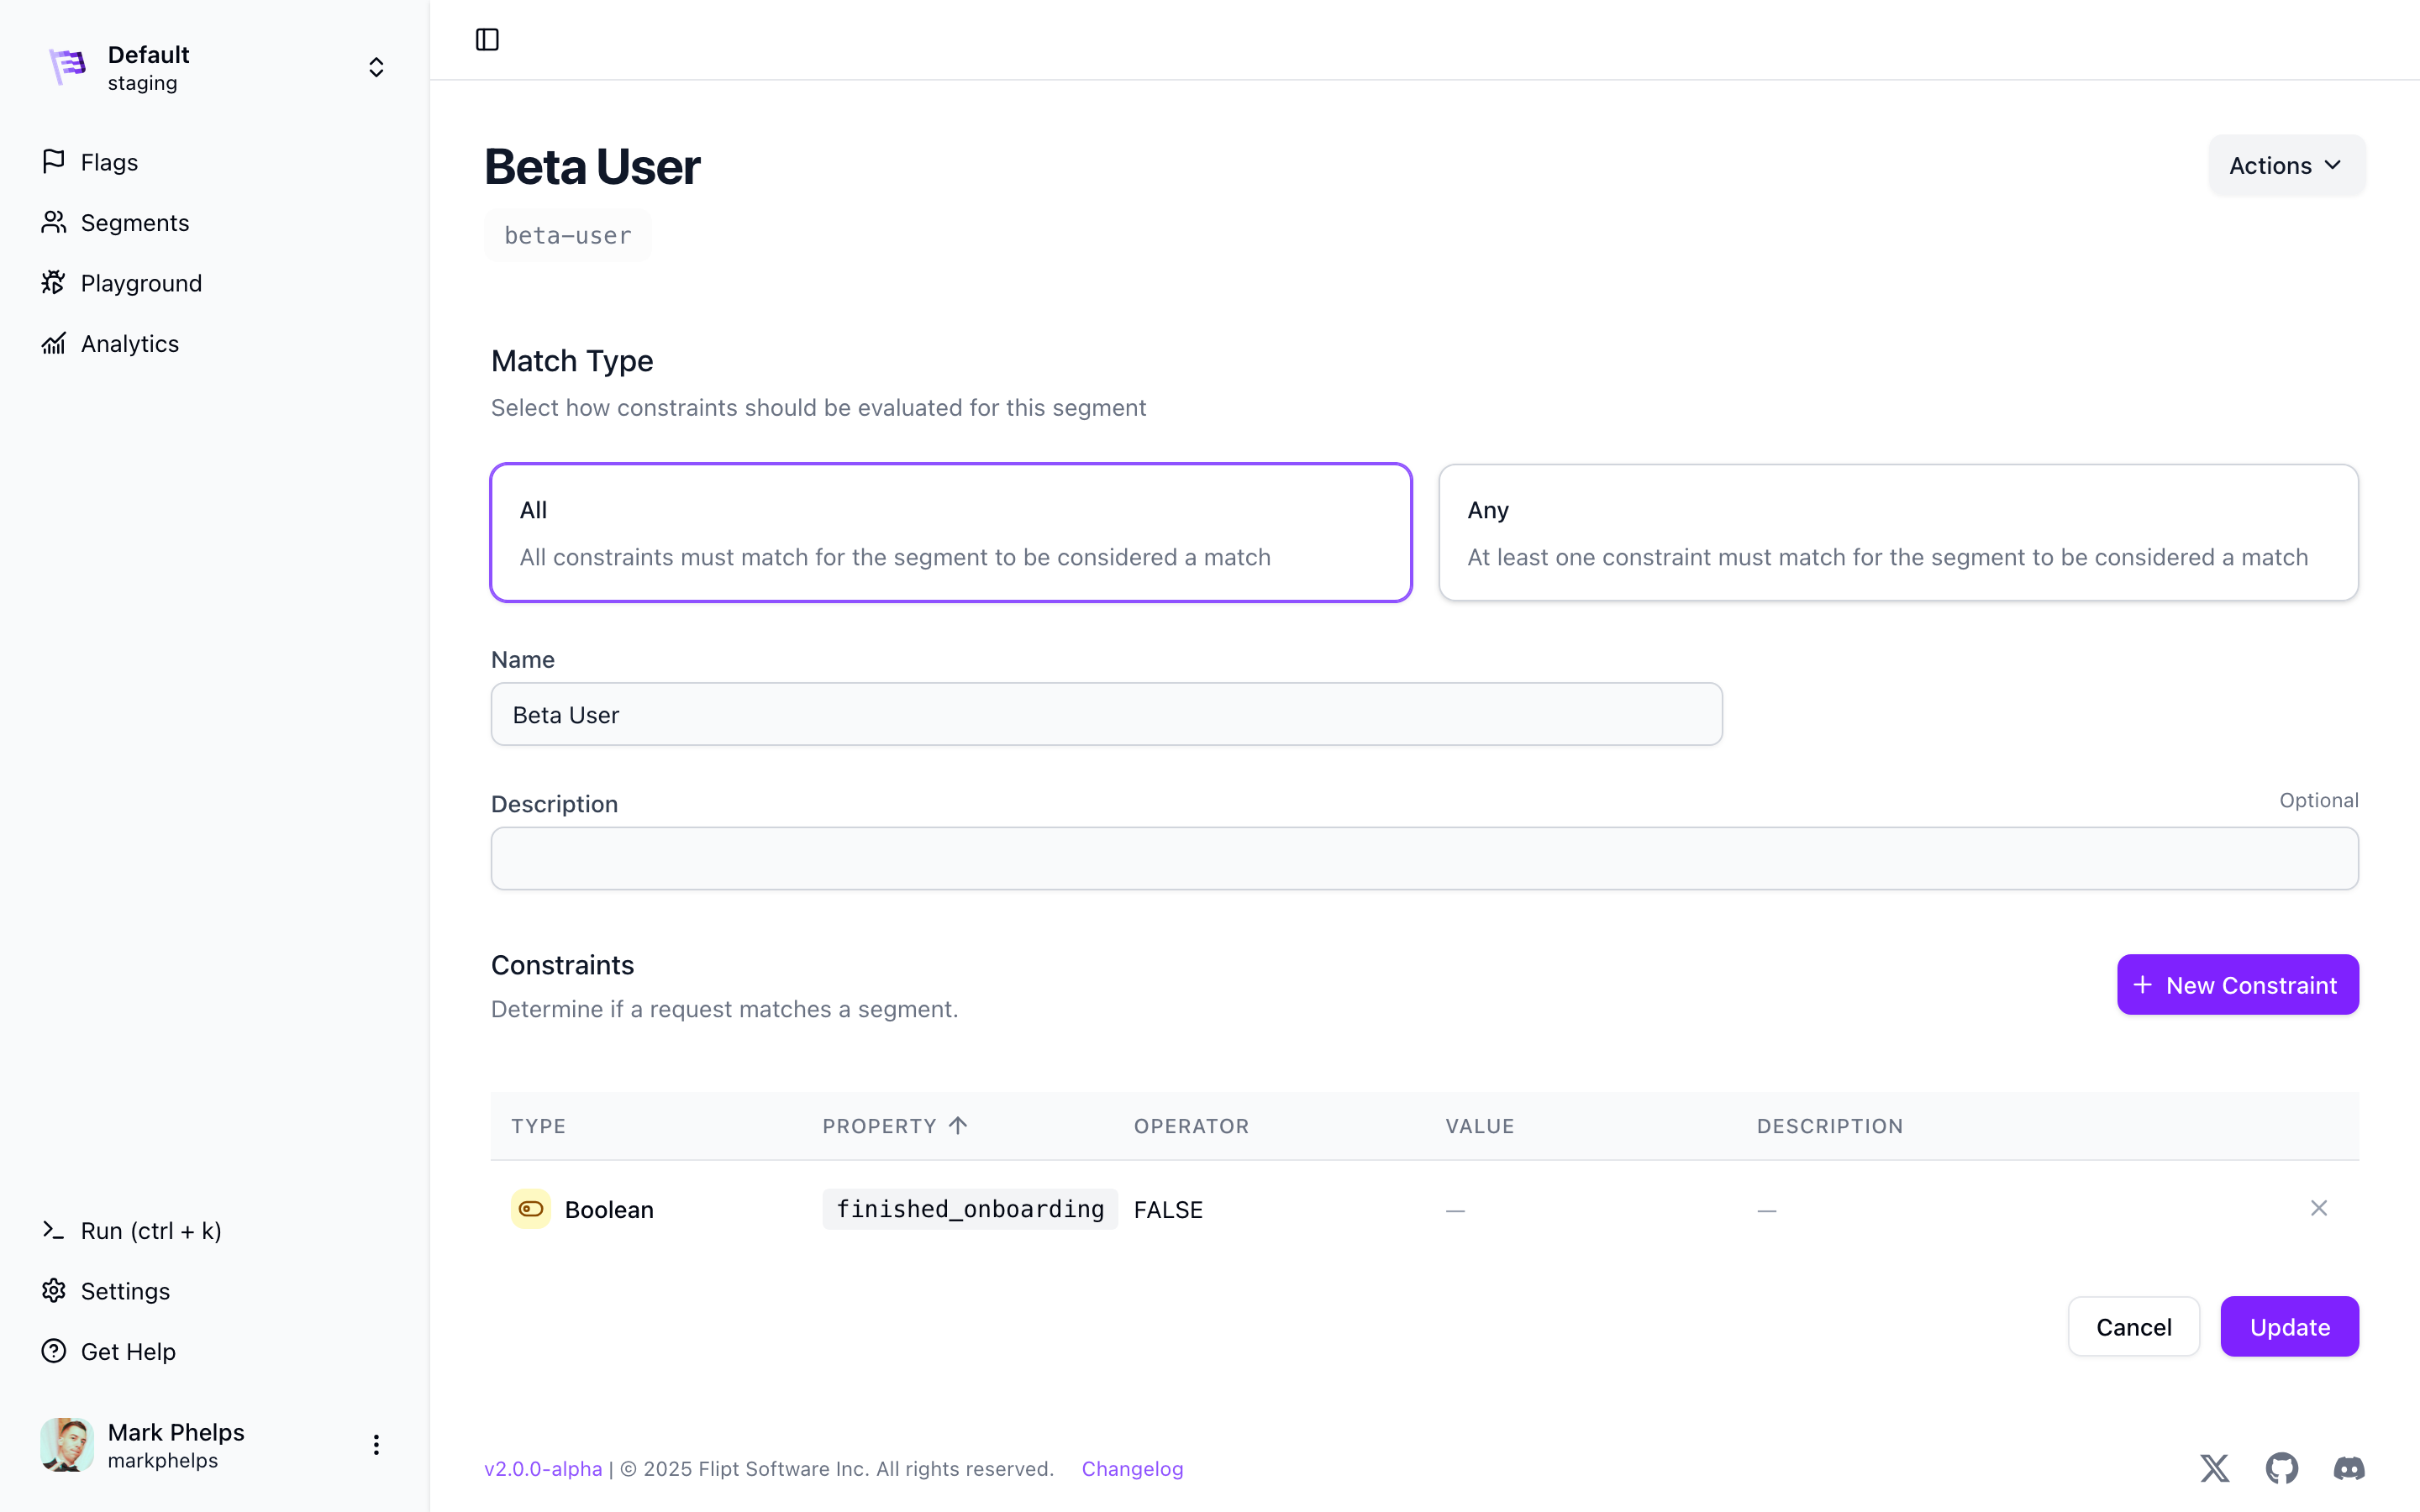 Default
staging
Flags
Segments
Playground
Analytics
Run (ctrl + k)
Settings
Get Help
Mark Phelps
markphelps
Beta User
Actions
beta-user
Match Type
Select how constraints should be evaluated for this segment
All
All constraints must match for the segment to be considered a match
Any
At least one constraint must match for the segment to be considered a match
Name
Beta User
Description
Optional
Constraints
Determine if a request matches a segment.
+ New Constraint
TYPE PROPERTY ↑ OPERATOR VALUE DESCRIPTION
Boolean finished_onboarding FALSE — —
Cancel
Update
v2.0.0-alpha | © 2025 Flipt Software Inc. All rights reserved. Changelog